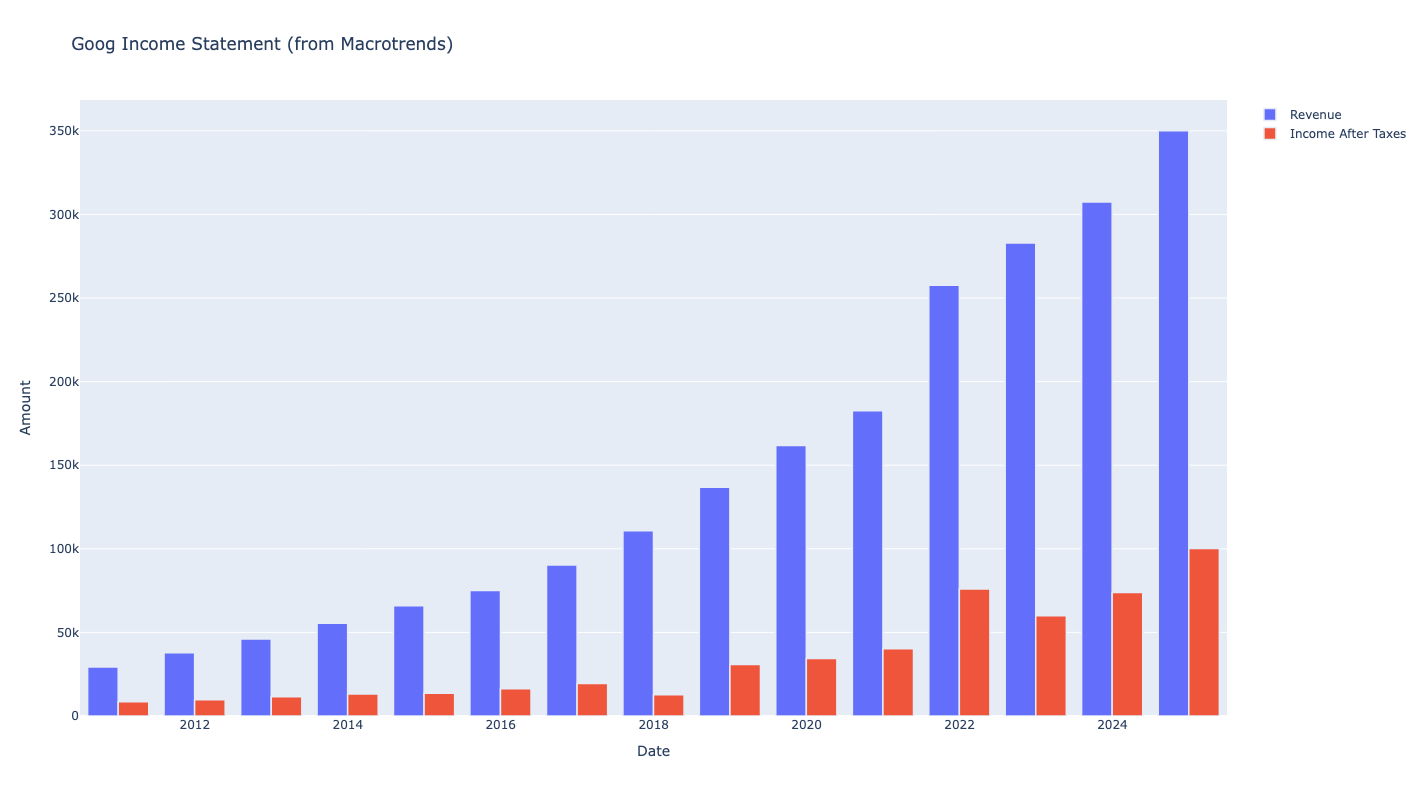 Goog Income Statement (from Macrotrends)
Revenue
Income After Taxes
350k
300k
250k
200k
150k
100k
50k
0
Amount
2012 2014 2016 2018 2020 2022 2024
Date